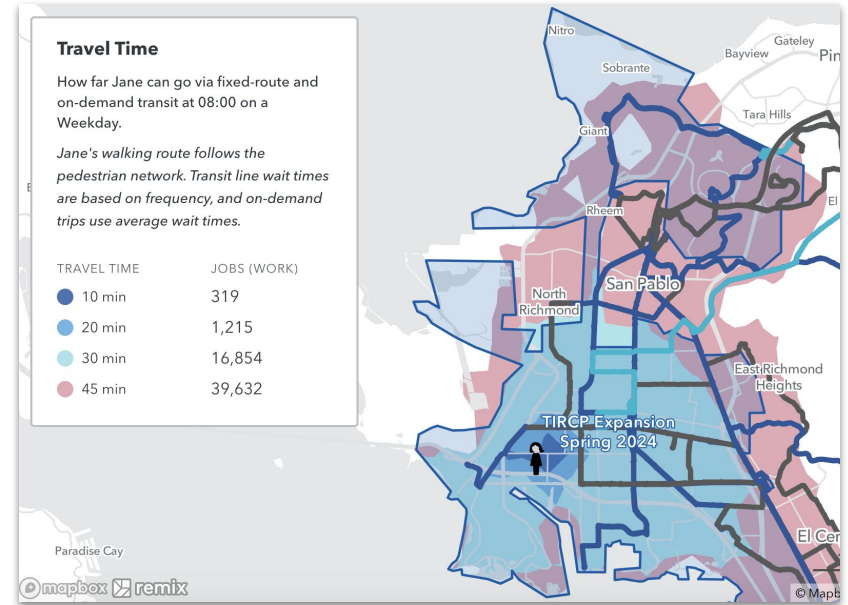 Travel Time
How far Jane can go via fixed-route and
on-demand transit at 08:00 on a
Weekday.
Jane's walking route follows the
pedestrian network. Transit line wait times
are based on frequency, and on-demand
trips use average wait times.
TRAVEL TIME JOBS (WORK)
10 min 319
20 min 1,215
30 min 16,854
45 min 39,632
Nitro
Gateley
Bayview
Pin
Sobrante
Tara Hills
Giant
El
Rheem
San Pablo
North
Richmond
East Richmond
Heights
TIRCP Expansion
Spring 2024
El Cer
Paradise Cay
mapbox remix
© Mapb